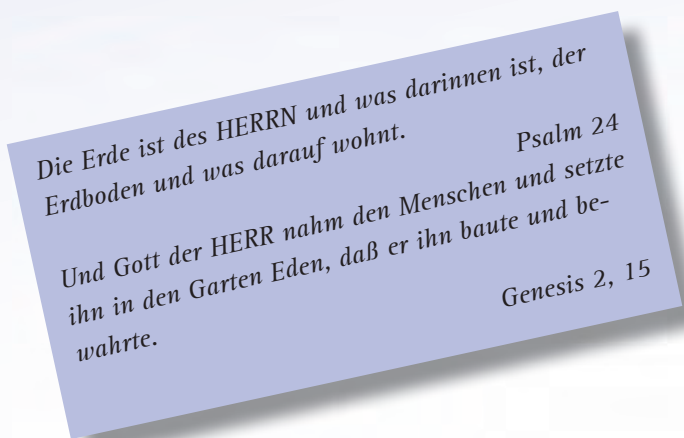 Die Erde ist des HERRN und was darinnen ist, der
Erdboden und was darauf wohnt.
Psalm 24
Und Gott der HERR nahm den Menschen und setzte
ihn in den Garten Eden, daß er ihn baute und be-
wahrte.
Genesis 2, 15